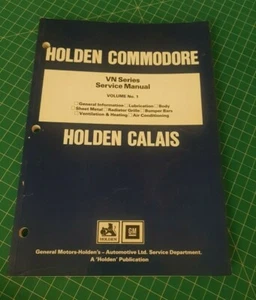 HOLDEN COMMODORE
VN Series
Service Manual
VOLUME No. 1
General Information Lubrication Body
Sheet Metal Radiator Grille Bumper Bars
Ventilation & Heating Air Conditioning
HOLDEN CALAIS
HOLDEN GM
General Motors-Holden's – Automotive Ltd. Service Department.
A 'Holden' Publication